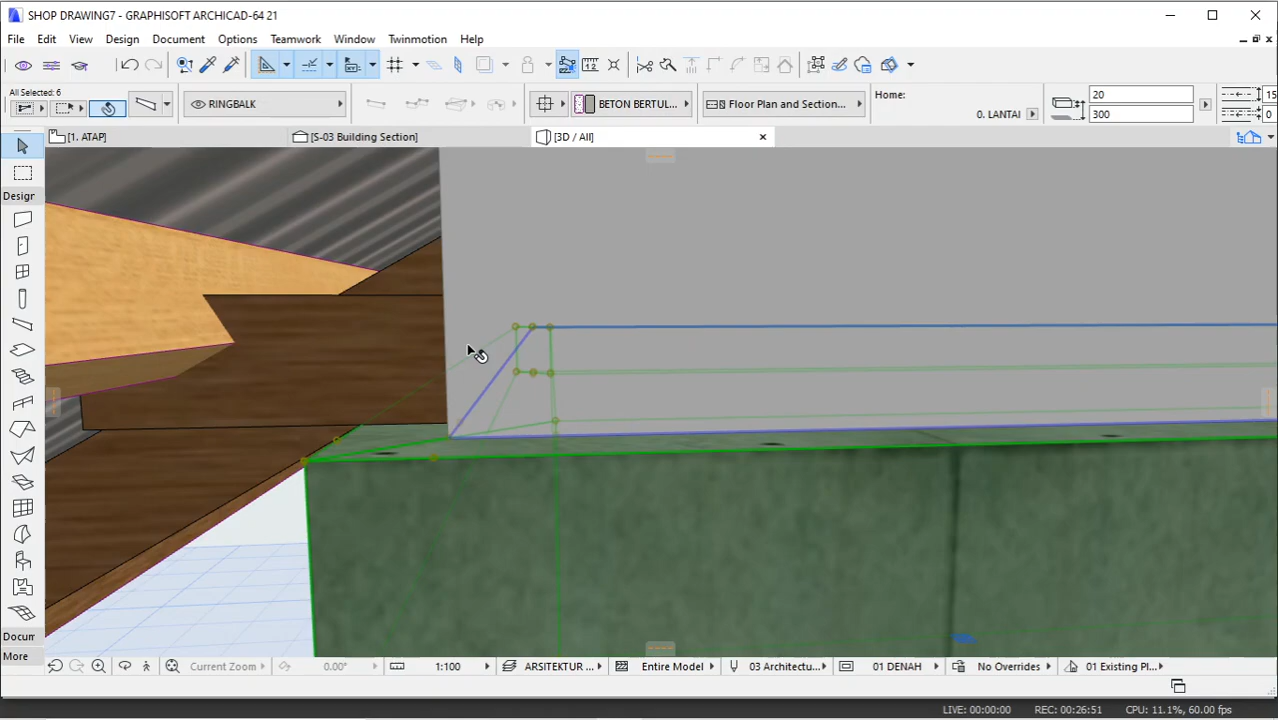 SHOP DRAWING7 - GRAPHISOFT ARCHICAD-64 21
File Edit View Design Document Options Teamwork Window Twinmotion Help
All Selected: 6
RINGBALK
BETON BERTUL...
Floor Plan and Section...
Home:
0. LANTAI
20
300
15
0
[1. ATAP]
[S-03 Building Section]
[3D / All]
Design
Docum
More
Current Zoom
0.00°
1:100
ARSITEKTUR ...
Entire Model
03 Architectu...
01 DENAH
No Overrides
01 Existing Pl...
LIVE: 00:00:00
REC: 00:26:51
CPU: 11.1%, 60.00 fps